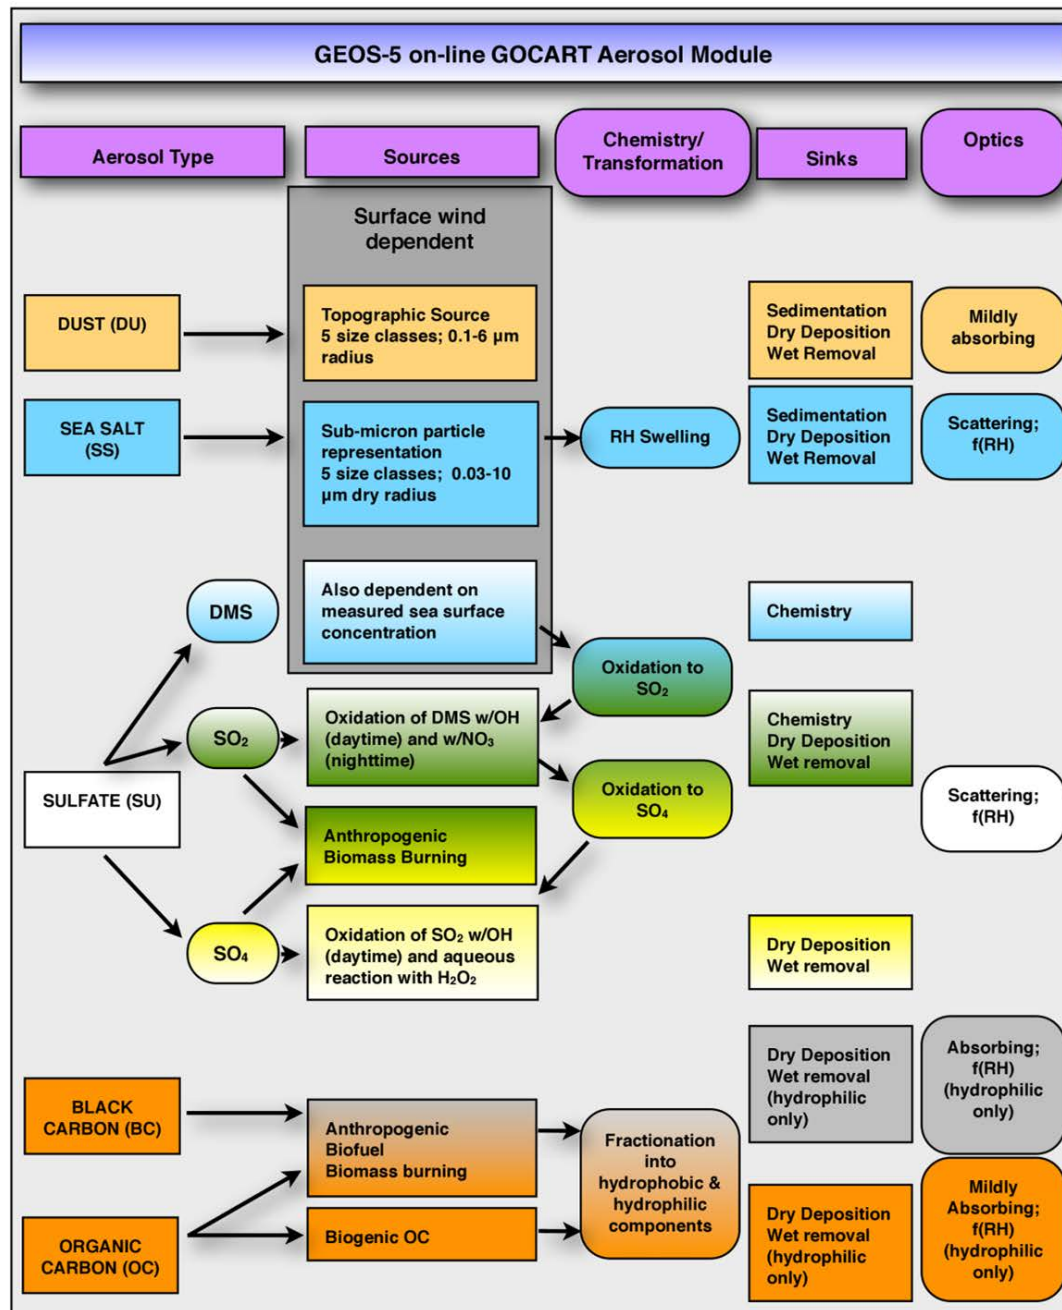 GEOS-5 on-line GOCART Aerosol Module
Aerosol Type
Sources
Chemistry/
Transformation
Sinks
Optics
Surface wind
dependent
DUST (DU)
Topographic Source
5 size classes; 0.1-6 µm
radius
Sedimentation
Dry Deposition
Wet Removal
Mildly
absorbing
SEA SALT
(SS)
Sub-micron particle
representation
5 size classes;  0.03-10
µm dry radius
RH Swelling
Sedimentation
Dry Deposition
Wet Removal
Scattering;
f(RH)
DMS
Also dependent on
measured sea surface
concentration
Chemistry
Oxidation to
SO₂
SO₂
Oxidation of DMS w/OH
(daytime) and w/NO₃
(nighttime)
Chemistry
Dry Deposition
Wet removal
SULFATE (SU)
Oxidation to
SO₄
Scattering;
f(RH)
Anthropogenic
Biomass Burning
SO₄
Oxidation of SO₂ w/OH
(daytime) and aqueous
reaction with H₂O₂
Dry Deposition
Wet removal
BLACK
CARBON (BC)
Anthropogenic
Biofuel
Biomass burning
Fractionation
into
hydrophobic &
hydrophilic
components
Dry Deposition
Wet removal
(hydrophilic
only)
Absorbing;
f(RH)
(hydrophilic
only)
ORGANIC
CARBON (OC)
Biogenic OC
Dry Deposition
Wet removal
(hydrophilic
only)
Mildly
Absorbing;
f(RH)
(hydrophilic
only)